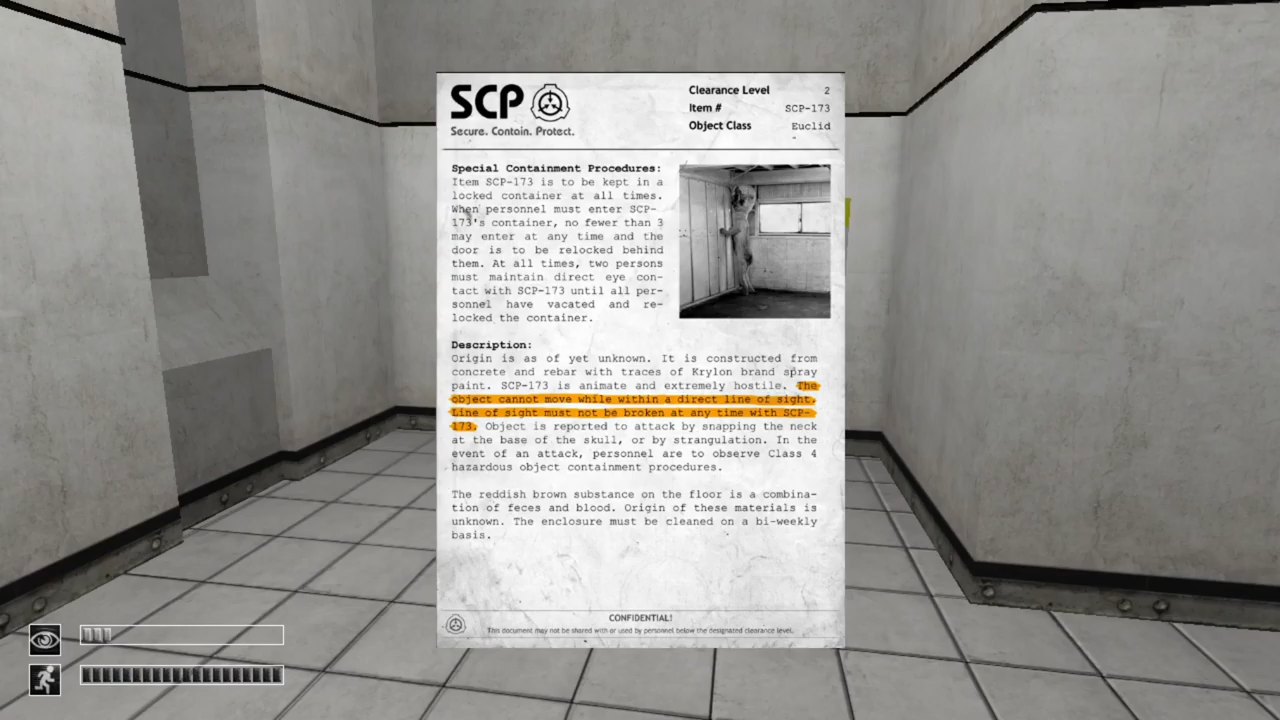 SCP
Secure. Contain. Protect.
Clearance Level 2
Item # SCP-173
Object Class Euclid
Special Containment Procedures:
Item SCP-173 is to be kept in a
locked container at all times.
When personnel must enter SCP-
173's container, no fewer than 3
may enter at any time and the
door is to be relocked behind
them. At all times, two persons
must maintain direct eye con-
tact with SCP-173 until all per-
sonnel have vacated and re-
locked the container.
Description:
Origin is as of yet unknown. It is constructed from
concrete and rebar with traces of Krylon brand spray
paint. SCP-173 is animate and extremely hostile. The
object cannot move while within a direct line of sight.
Line of sight must not be broken at any time with SCP-
173. Object is reported to attack by snapping the neck
at the base of the skull, or by strangulation. In the
event of an attack, personnel are to observe Class 4
hazardous object containment procedures.
The reddish brown substance on the floor is a combina-
tion of feces and blood. Origin of these materials is
unknown. The enclosure must be cleaned on a bi-weekly
basis.
CONFIDENTIAL!
This document may not be shared with or used by personnel below the designated clearance level.